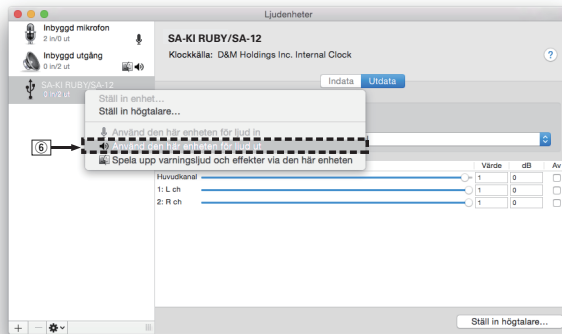 Ljudenheter
Inbyggd mikrofon
2 in/0 ut
Inbyggd utgång
0 in/2 ut
SA-KI RUBY/SA-12
0 in/2 ut
SA-KI RUBY/SA-12
Klockkälla: D&M Holdings Inc. Internal Clock
?
Indata Utdata
Ställ in enhet...
Ställ in högtalare...
Använd den här enheten för ljud in
Använd den här enheten för ljud ut
Spela upp varningsljud och effekter via den här enheten
⑥
Värde dB Av
Huvudkanal 1 0
1: L ch 1 0
2: R ch 1 0
Ställ in högtalare...